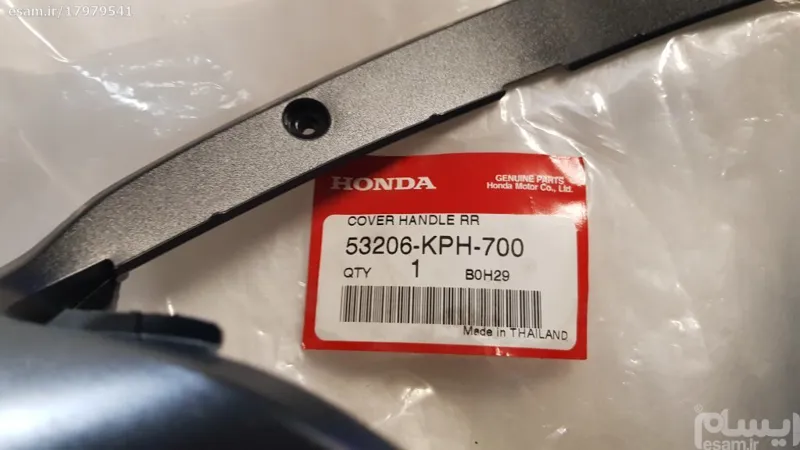 esam.ir/17979541
HONDA
GENUINE PARTS
Honda Motor Co., Ltd.
COVER HANDLE RR
53206-KPH-700
QTY 1 B0H29
Made in THAILAND
ایسام
esam.ir